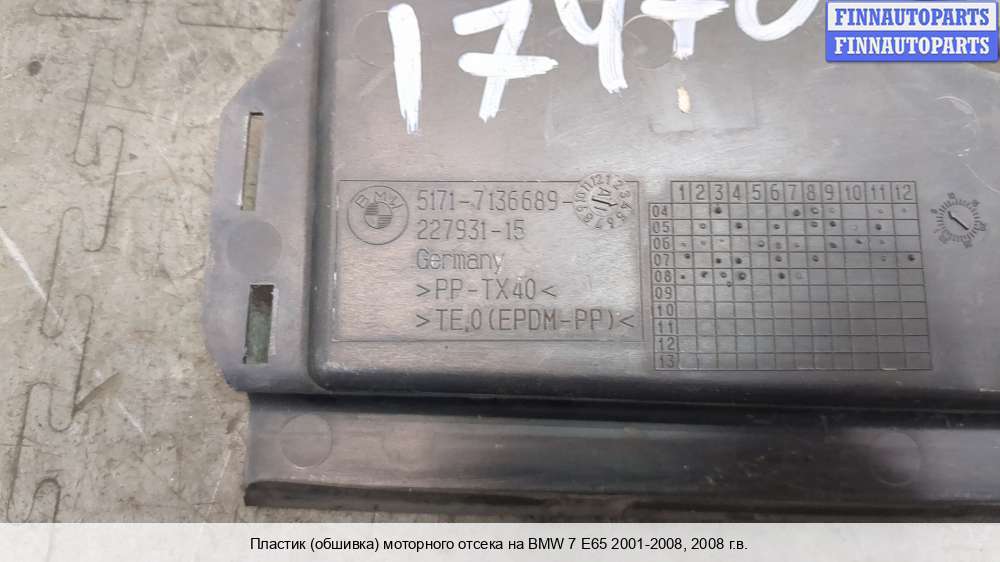 FINNAUTOPARTS
FINNAUTOPARTS
BMW
5171-7136689-
227931-15
Germany
>PP-TX40<
>TE,0(EPDM-PP)<
1 2 3 4 5 6 7 8 9 10 11 12
04
05
06
07
08
09
10
11
12
13
Пластик (обшивка) моторного отсека на BMW 7 E65 2001-2008, 2008 г.в.